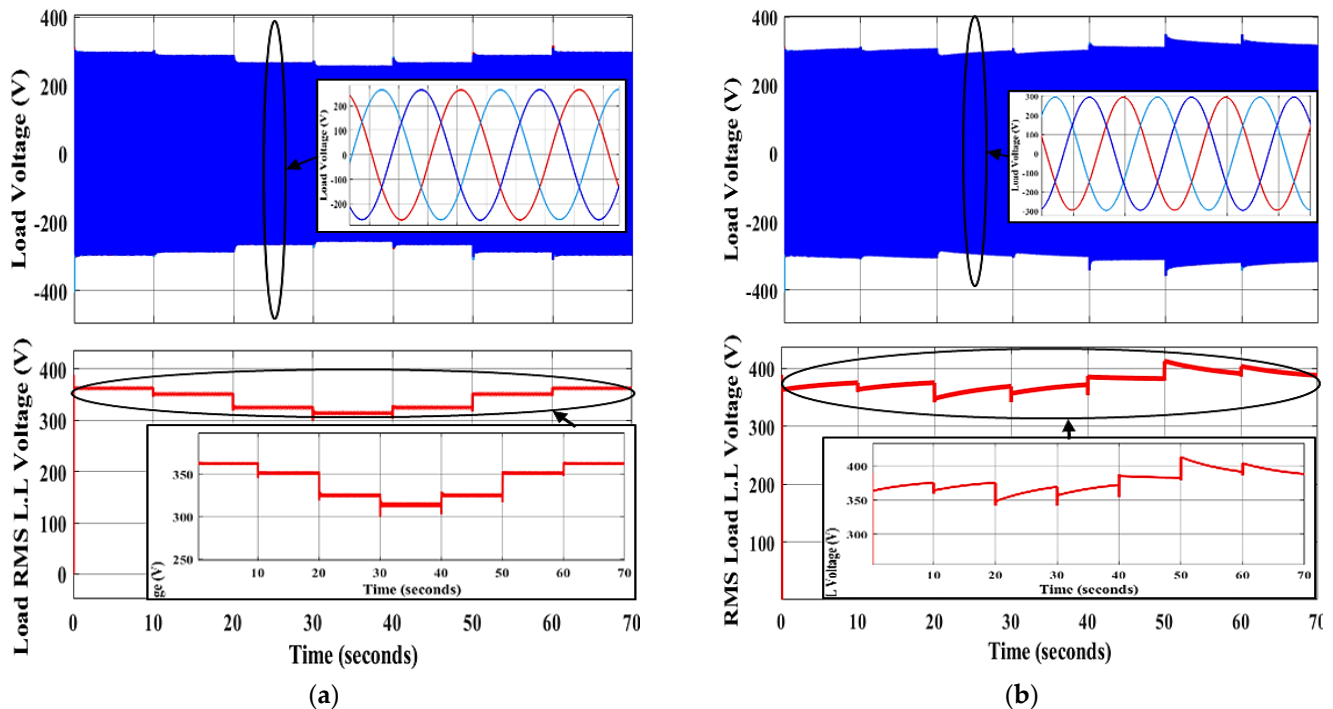 Load Voltage (V)
400
200
0
-200
-400
Load Voltage (V)
200
100
0
-100
-200
Load RMS L.L Voltage (V)
400
300
200
100
0
350
300
250
10 20 30 40 50 60 70
Time (seconds)
ge (V)
0 10 20 30 40 50 60 70
Time (seconds)
(a)
Load Voltage (V)
400
200
0
-200
-400
Load Voltage (V)
300
200
100
0
-100
-200
-300
RMS Load L.L Voltage (V)
400
300
200
100
400
350
300
10 20 30 40 50 60 70
Time (seconds)
L Voltage (V)
0 10 20 30 40 50 60 70
Time (seconds)
(b)